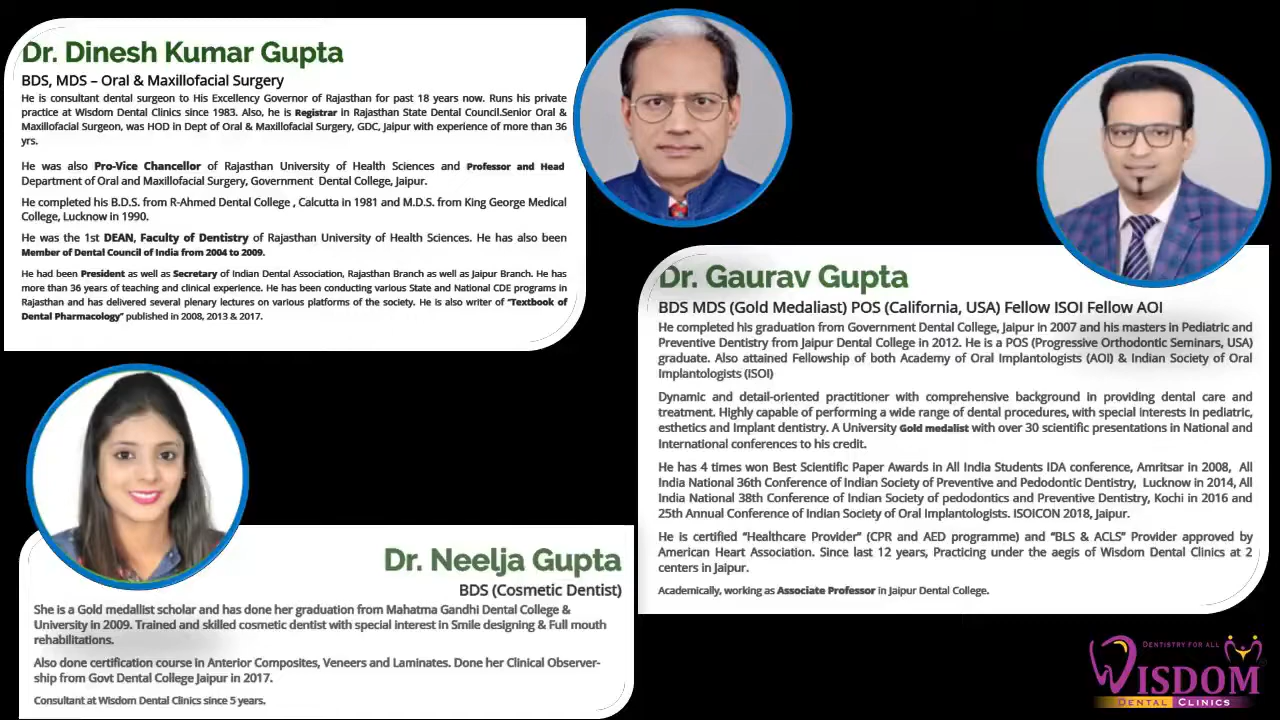 Dr. Dinesh Kumar Gupta
BDS, MDS – Oral & Maxillofacial Surgery
He is consultant dental surgeon to His Excellency Governor of Rajasthan for past 18 years now. Runs his private
practice at Wisdom Dental Clinics since 1983. Also, he is Registrar in Rajasthan State Dental Council.Senior Oral &
Maxillofacial Surgeon, was HOD in Dept of Oral & Maxillofacial Surgery, GDC, Jaipur with experience of more than 36
yrs.
He was also Pro-Vice Chancellor of Rajasthan University of Health Sciences and Professor and Head
Department of Oral and Maxillofacial Surgery, Government Dental College, Jaipur.
He completed his B.D.S. from R-Ahmed Dental College , Calcutta in 1981 and M.D.S. from King George Medical
College, Lucknow in 1990.
He was the 1st DEAN, Faculty of Dentistry of Rajasthan University of Health Sciences. He has also been
Member of Dental Council of India from 2004 to 2009.
He had been President as well as Secretary of Indian Dental Association, Rajasthan Branch as well as Jaipur Branch. He has
more than 36 years of teaching and clinical experience. He has been conducting various State and National CDE programs in
Rajasthan and has delivered several plenary lectures on various platforms of the society. He is also writer of “Textbook of
Dental Pharmacology” published in 2008, 2013 & 2017.
Dr. Gaurav Gupta
BDS MDS (Gold Medaliast) POS (California, USA) Fellow ISOI Fellow AOI
He completed his graduation from Government Dental College, Jaipur in 2007 and his masters in Pediatric and
Preventive Dentistry from Jaipur Dental College in 2012. He is a POS (Progressive Orthodontic Seminars, USA)
graduate. Also attained Fellowship of both Academy of Oral Implantologists (AOI) & Indian Society of Oral
Implantologists (ISOI)
Dynamic and detail-oriented practitioner with comprehensive background in providing dental care and
treatment. Highly capable of performing a wide range of dental procedures, with special interests in pediatric,
esthetics and Implant dentistry. A University Gold medalist with over 30 scientific presentations in National and
International conferences to his credit.
He has 4 times won Best Scientific Paper Awards in All India Students IDA conference, Amritsar in 2008, All
India National 36th Conference of Indian Society of Preventive and Pedodontic Dentistry, Lucknow in 2014, All
India National 38th Conference of Indian Society of pedodontics and Preventive Dentistry, Kochi in 2016 and
25th Annual Conference of Indian Society of Oral Implantologists. ISOICON 2018, Jaipur.
He is certified “Healthcare Provider” (CPR and AED programme) and “BLS & ACLS” Provider approved by
American Heart Association. Since last 12 years, Practicing under the aegis of Wisdom Dental Clinics at 2
centers in Jaipur.
Academically, working as Associate Professor in Jaipur Dental College.
Dr. Neelja Gupta
BDS (Cosmetic Dentist)
She is a Gold medallist scholar and has done her graduation from Mahatma Gandhi Dental College &
University in 2009. Trained and skilled cosmetic dentist with special interest in Smile designing & Full mouth
rehabilitations.
Also done certification course in Anterior Composites, Veneers and Laminates. Done her Clinical Observer-
ship from Govt Dental College Jaipur in 2017.
Consultant at Wisdom Dental Clinics since 5 years.
DENTISTRY FOR ALL
WISDOM
DENTAL CLINICS